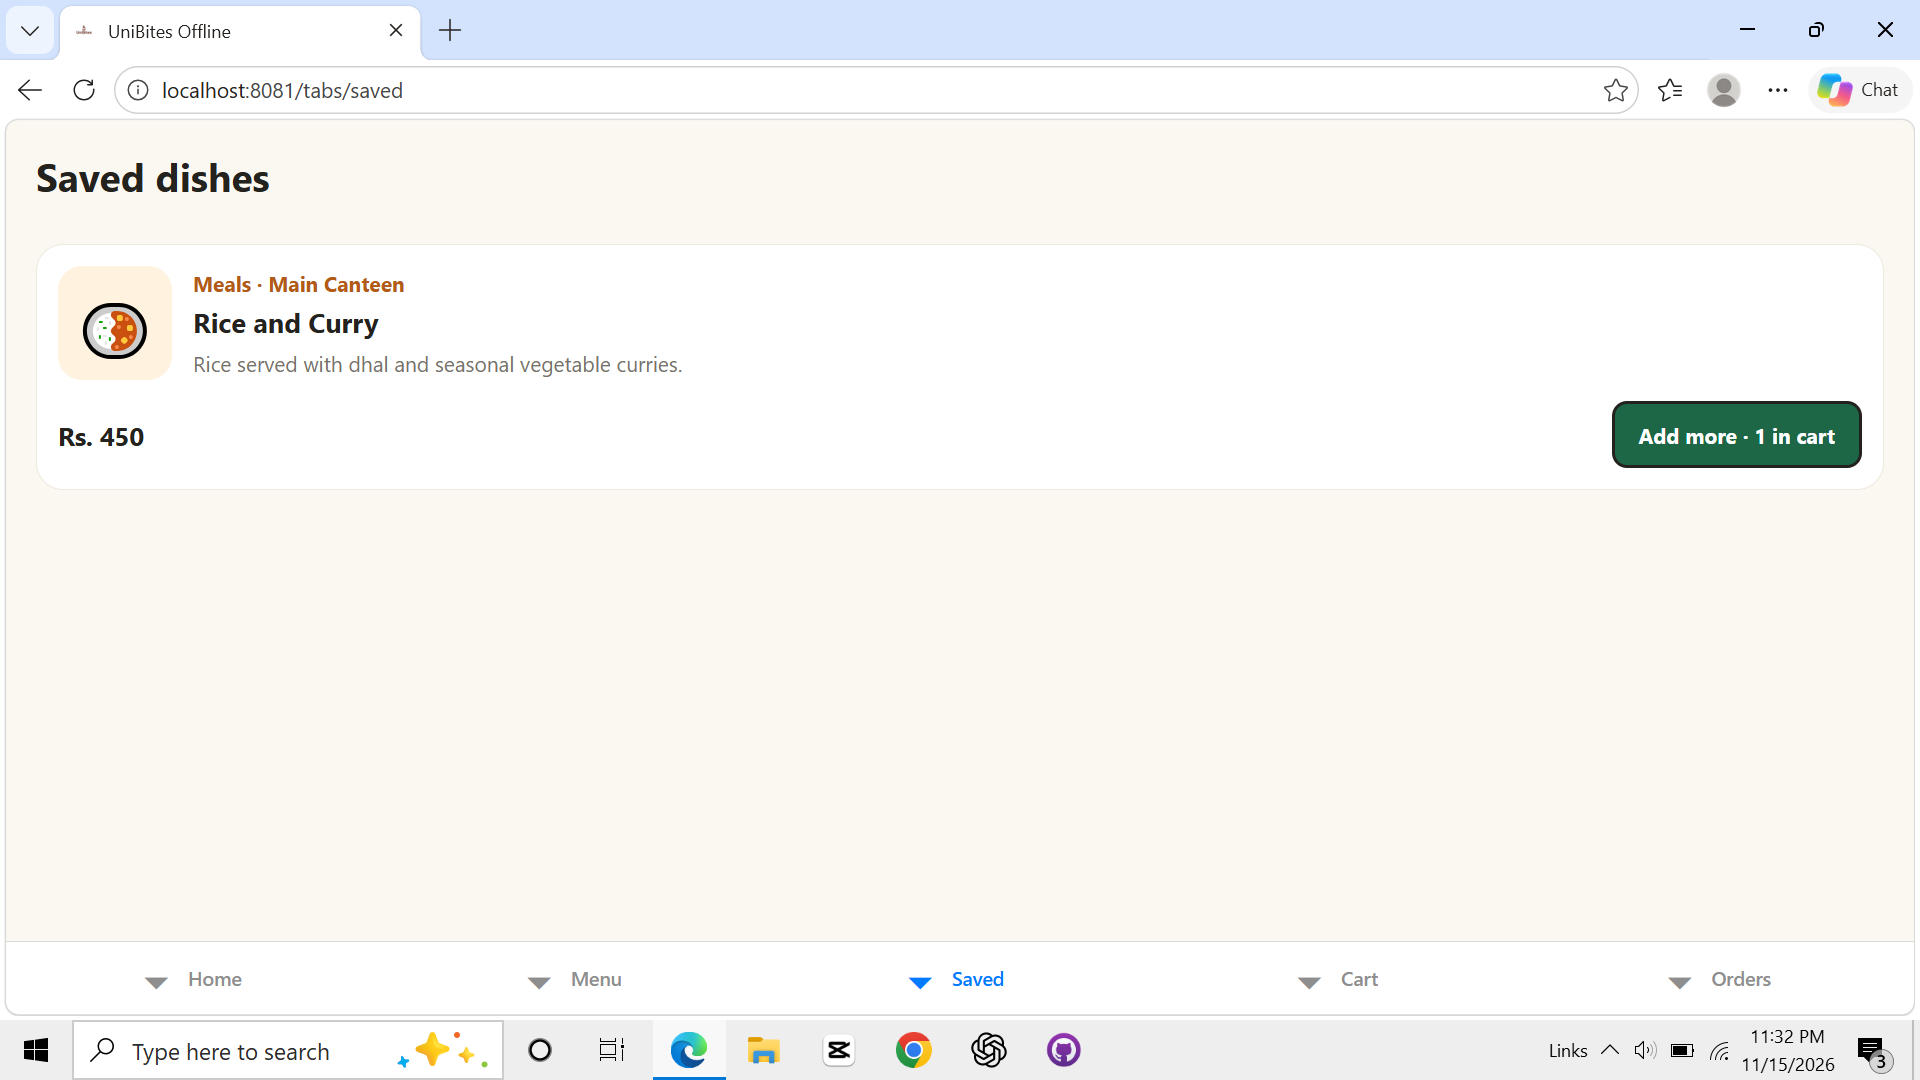 UniBites Offline
localhost:8081/tabs/saved
Chat
Saved dishes
Meals · Main Canteen
Rice and Curry
Rice served with dhal and seasonal vegetable curries.
Rs. 450
Add more · 1 in cart
Home
Menu
Saved
Cart
Orders
Type here to search
Links
11:32 PM
11/15/2026
3